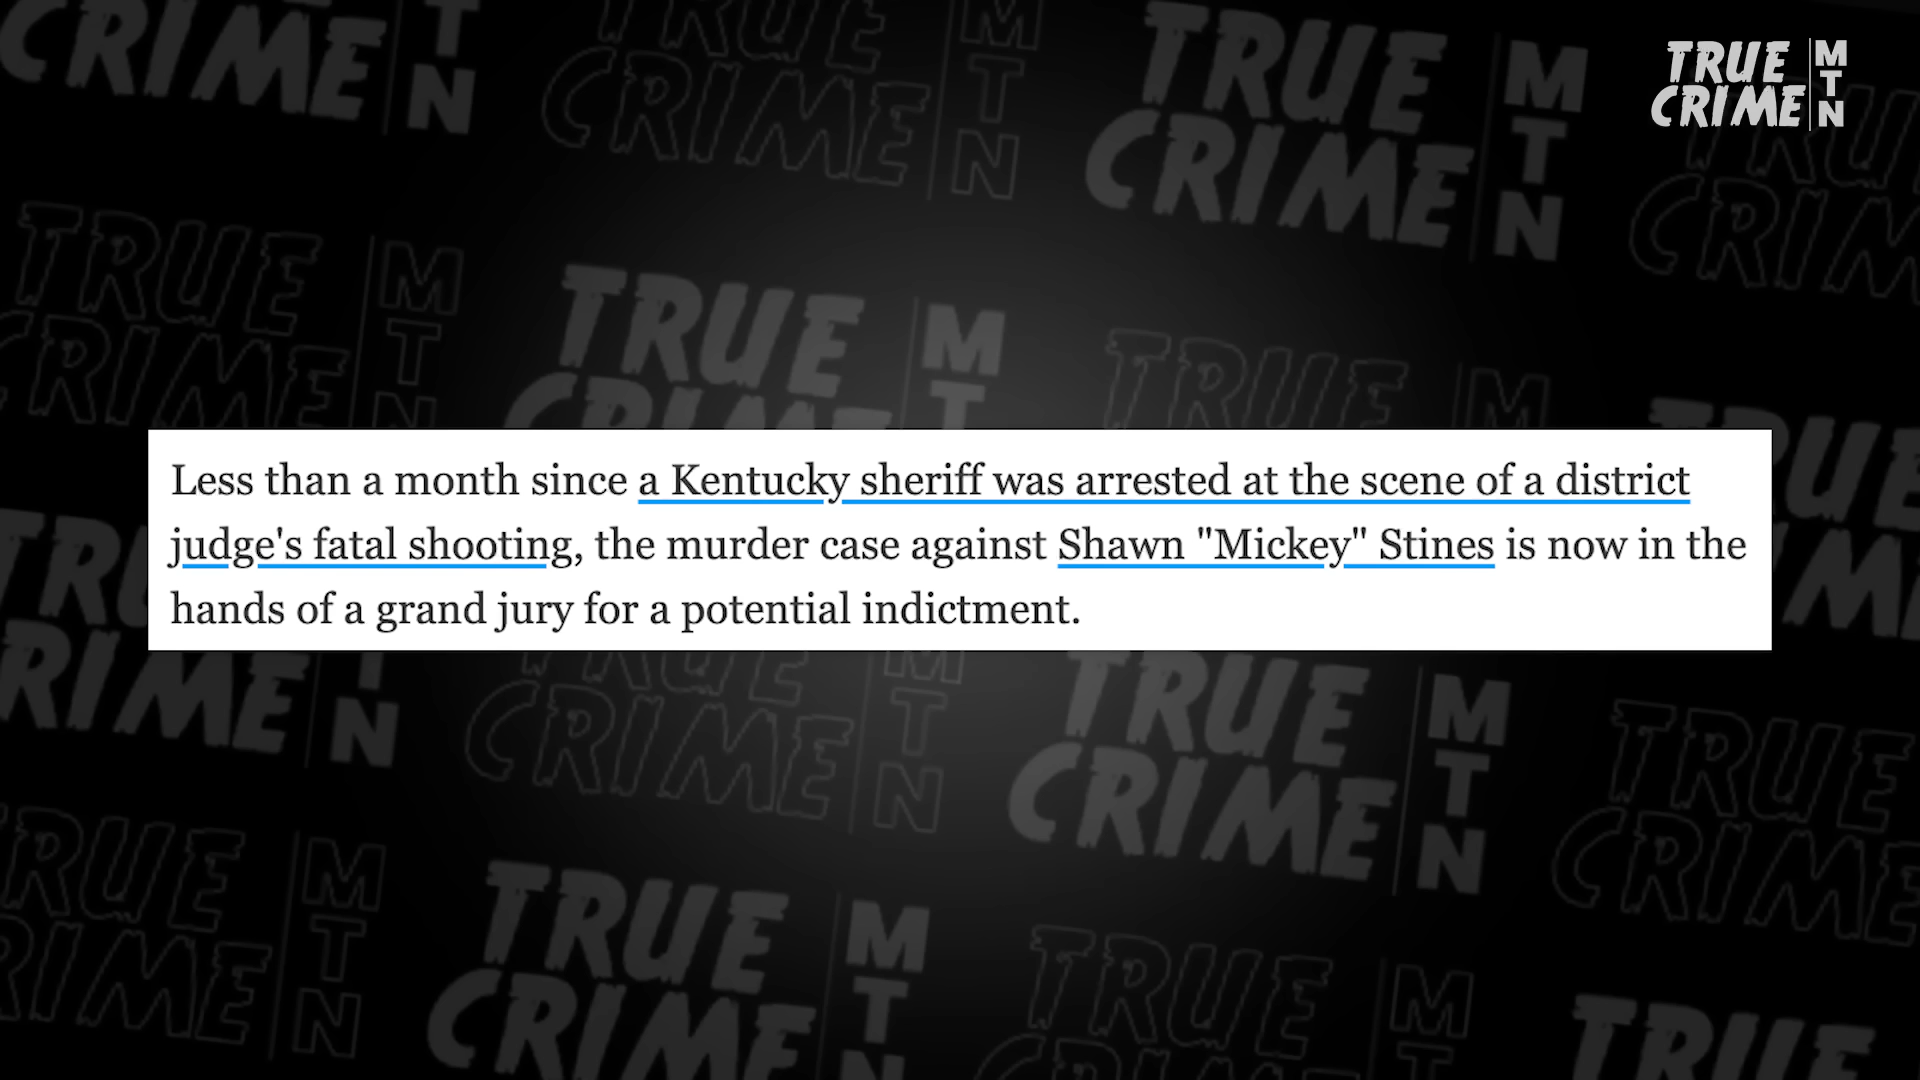 TRUE
CRIME
MTN
Less than a month since a Kentucky sheriff was arrested at the scene of a district
judge's fatal shooting, the murder case against Shawn "Mickey" Stines is now in the
hands of a grand jury for a potential indictment.